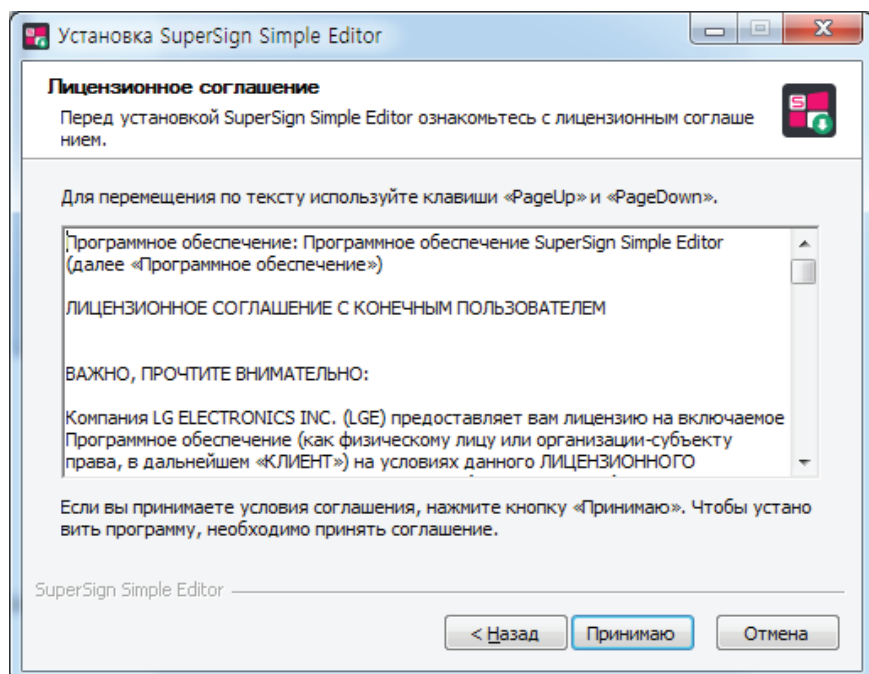 Установка SuperSign Simple Editor
Лицензионное соглашение
Перед установкой SuperSign Simple Editor ознакомьтесь с лицензионным соглаше
нием.
S
Для перемещения по тексту используйте клавиши «PageUp» и «PageDown».
Программное обеспечение: Программное обеспечение SuperSign Simple Editor
(далее «Программное обеспечение»)
ЛИЦЕНЗИОННОЕ СОГЛАШЕНИЕ С КОНЕЧНЫМ ПОЛЬЗОВАТЕЛЕМ
ВАЖНО, ПРОЧТИТЕ ВНИМАТЕЛЬНО:
Компания LG ELECTRONICS INC. (LGE) предоставляет вам лицензию на включаемое
Программное обеспечение (как физическому лицу или организации-субъекту
права, в дальнейшем «КЛИЕНТ») на условиях данного ЛИЦЕНЗИОННОГО
Если вы принимаете условия соглашения, нажмите кнопку «Принимаю». Чтобы устано
вить программу, необходимо принять соглашение.
SuperSign Simple Editor
< Назад
Принимаю
Отмена